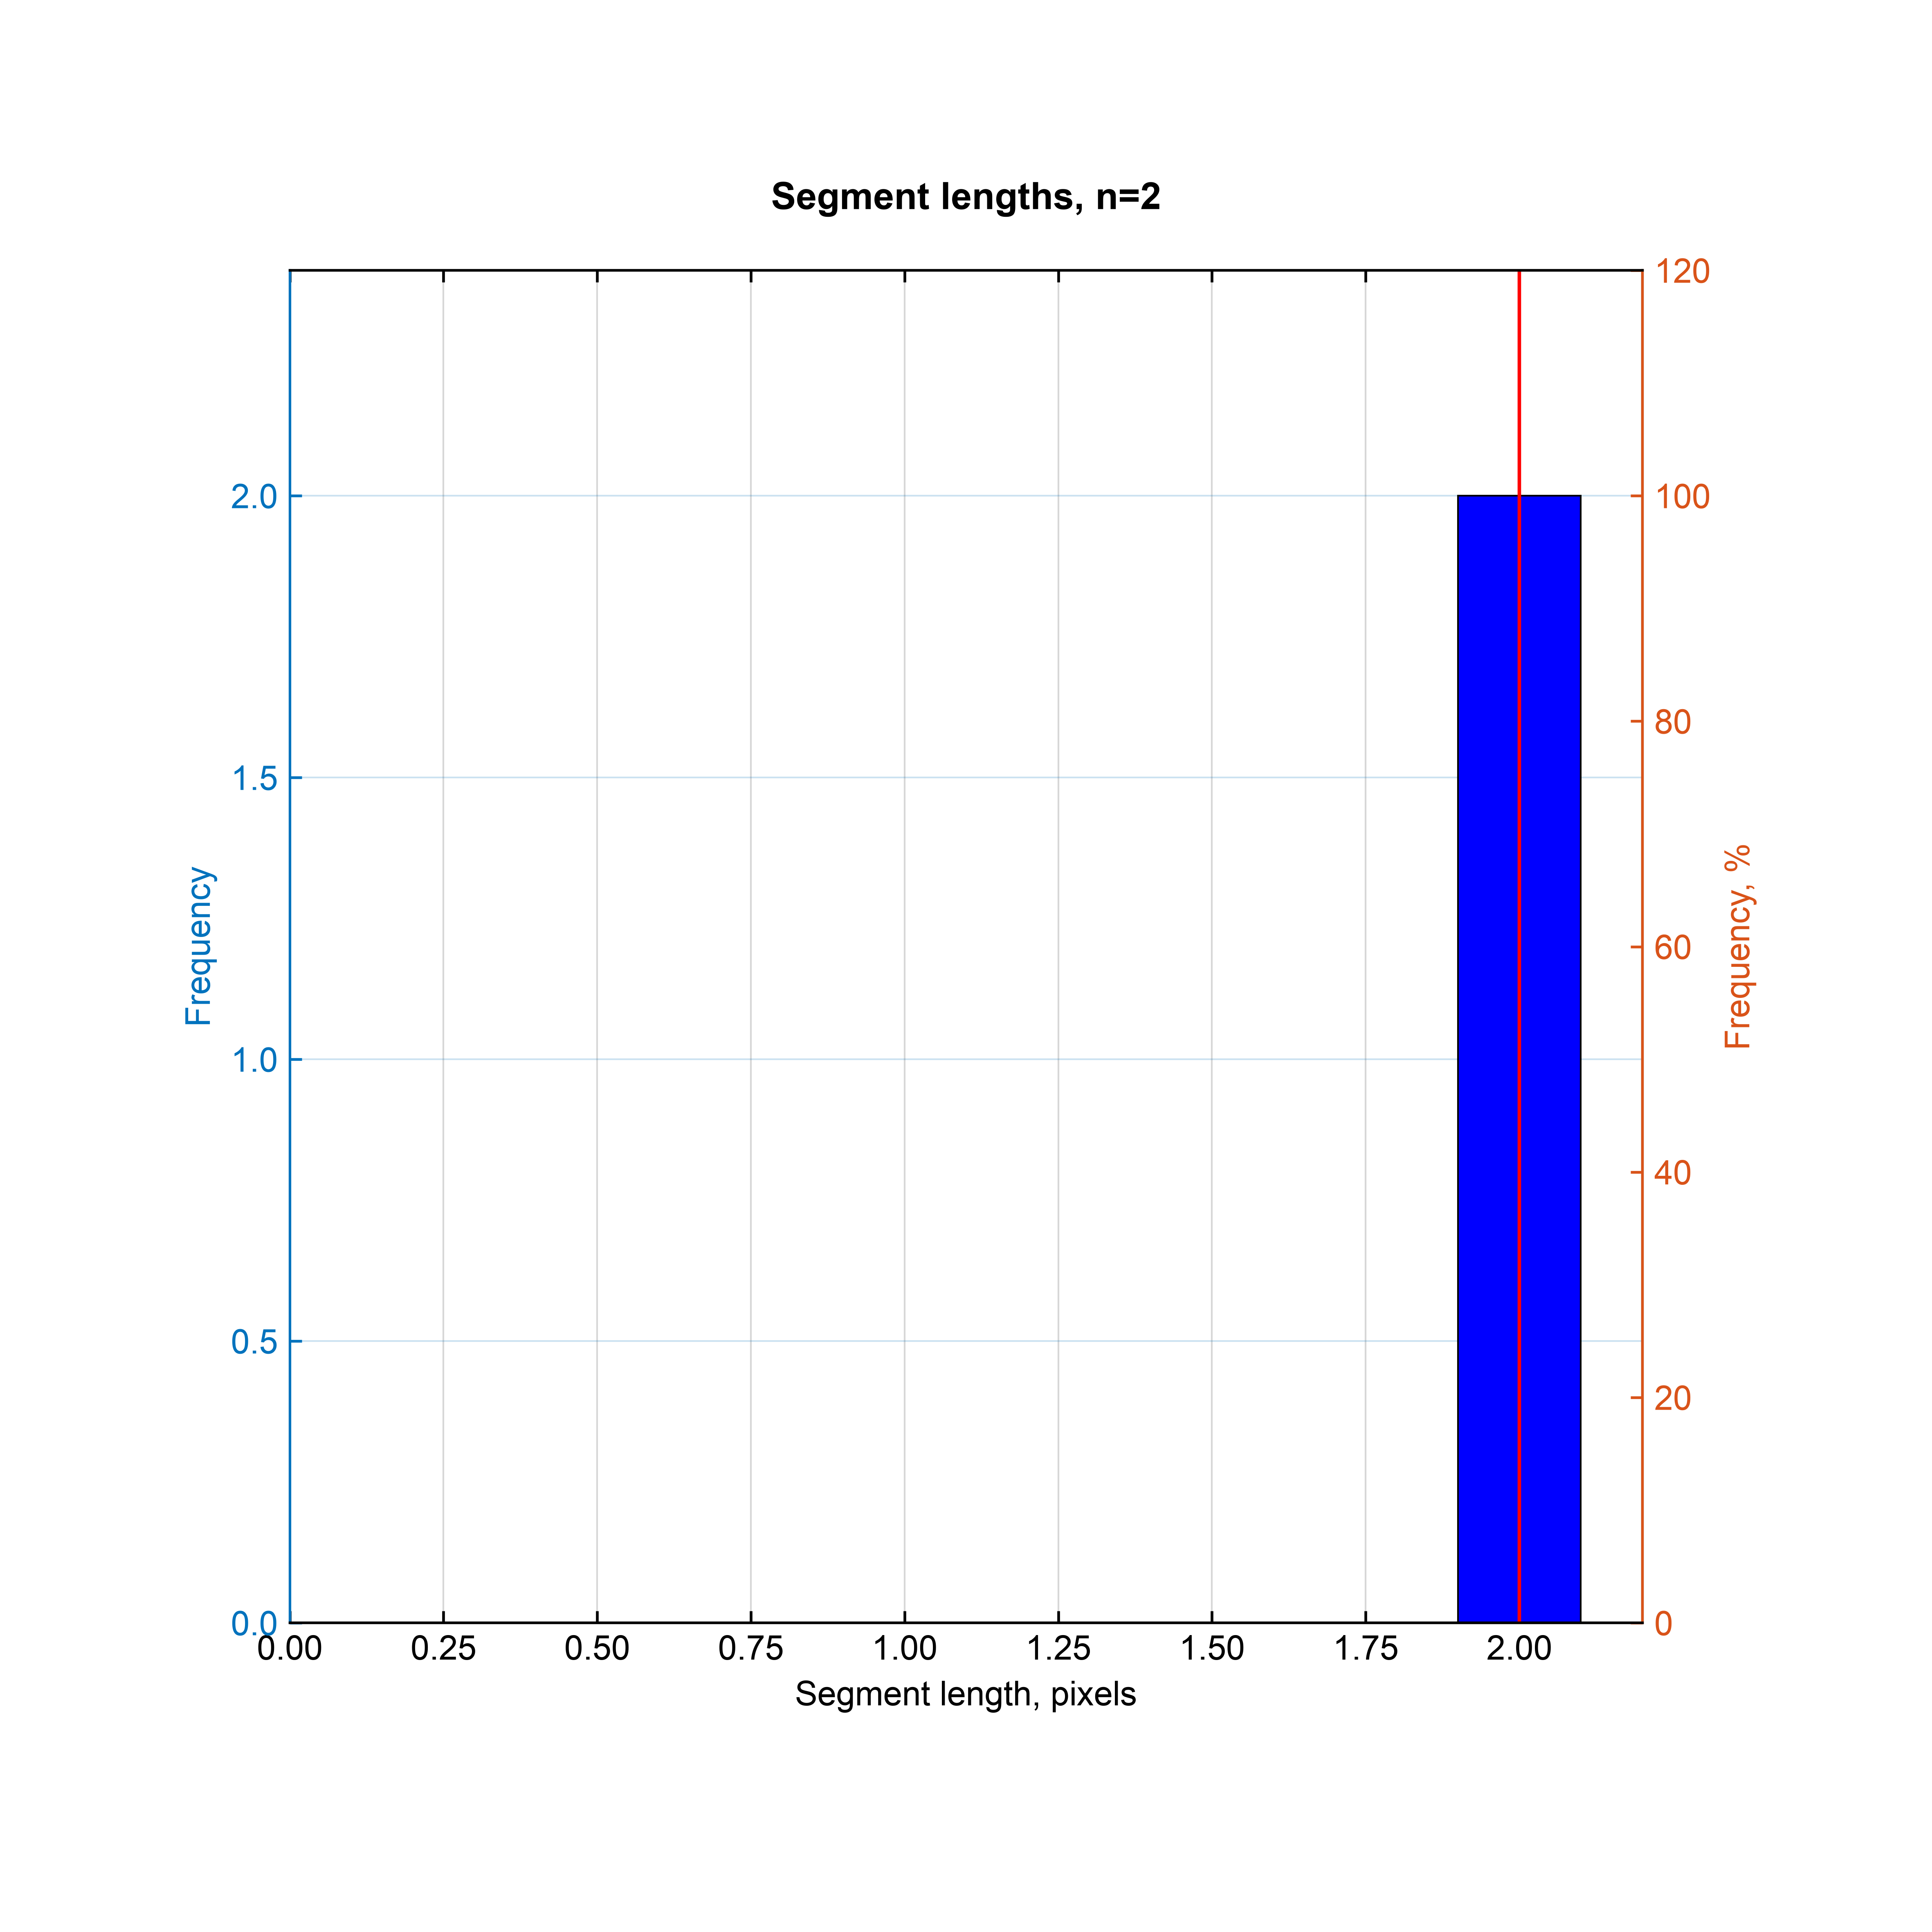 Segment lengths, n=2
120
2.0
100
80
1.5
60
Frequency
Frequency, %
1.0
40
0.5
20
0.0
0
0.00 0.25 0.50 0.75 1.00 1.25 1.50 1.75 2.00
Segment length, pixels